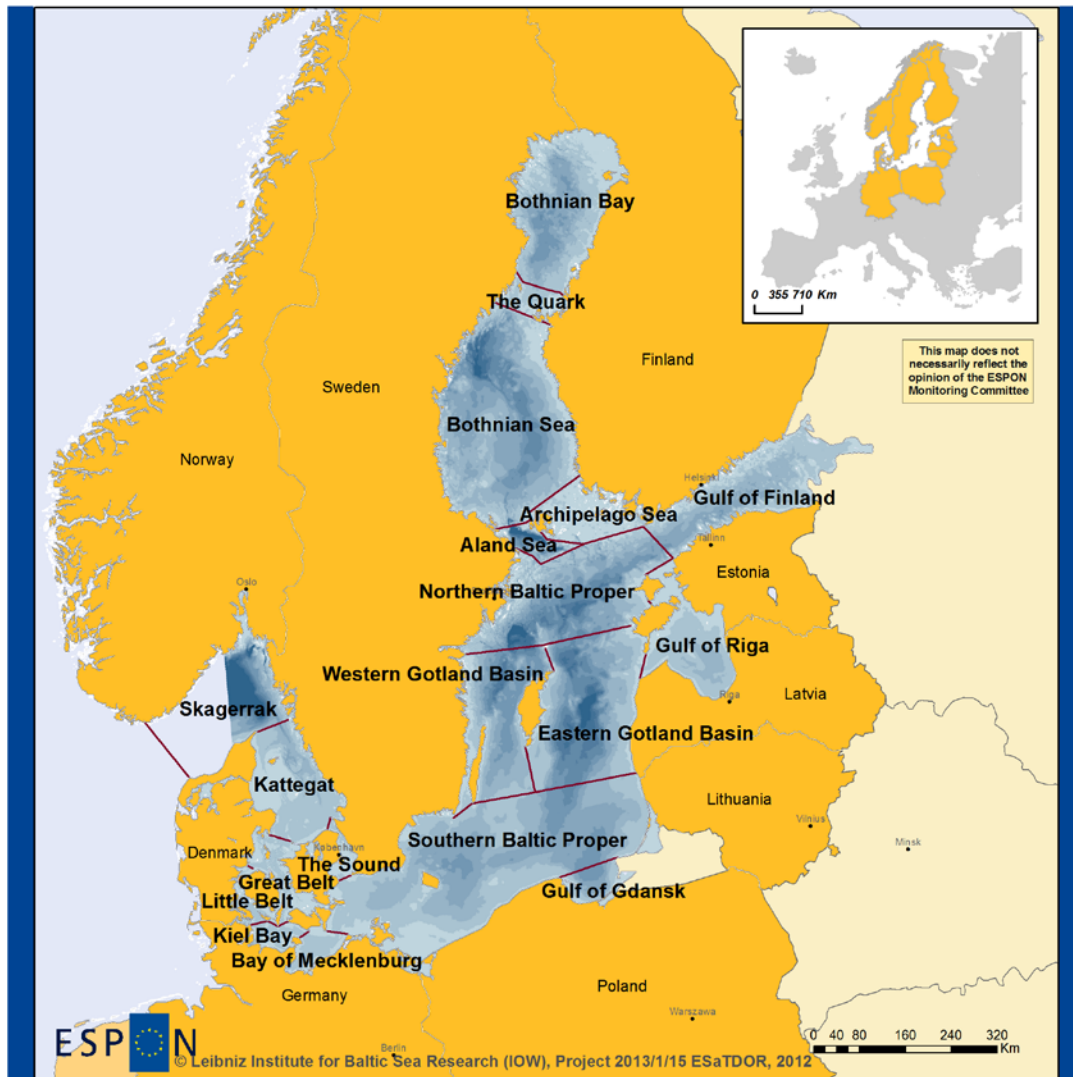 Bothnian Bay
The Quark
0 355 710 Km
Finland
This map does not
necessarily reflect the
opinion of the ESPON
Monitoring Committee
Sweden
Bothnian Sea
Norway
Helsinki
Gulf of Finland
Archipelago Sea
Aland Sea
Tallinn
Estonia
Oslo
Northern Baltic Proper
Gulf of Riga
Western Gotland Basin
Riga
Latvia
Skagerrak
Eastern Gotland Basin
Kattegat
Lithuania
Vilnius
Minsk
Southern Baltic Proper
København
Denmark
The Sound
Great Belt
Gulf of Gdansk
Little Belt
Kiel Bay
Bay of Mecklenburg
Germany
Poland
Warszawa
Berlin
ESPON
0 40 80 160 240 320
Km
© Leibniz Institute for Baltic Sea Research (IOW), Project 2013/1/15 ESaTDOR, 2012